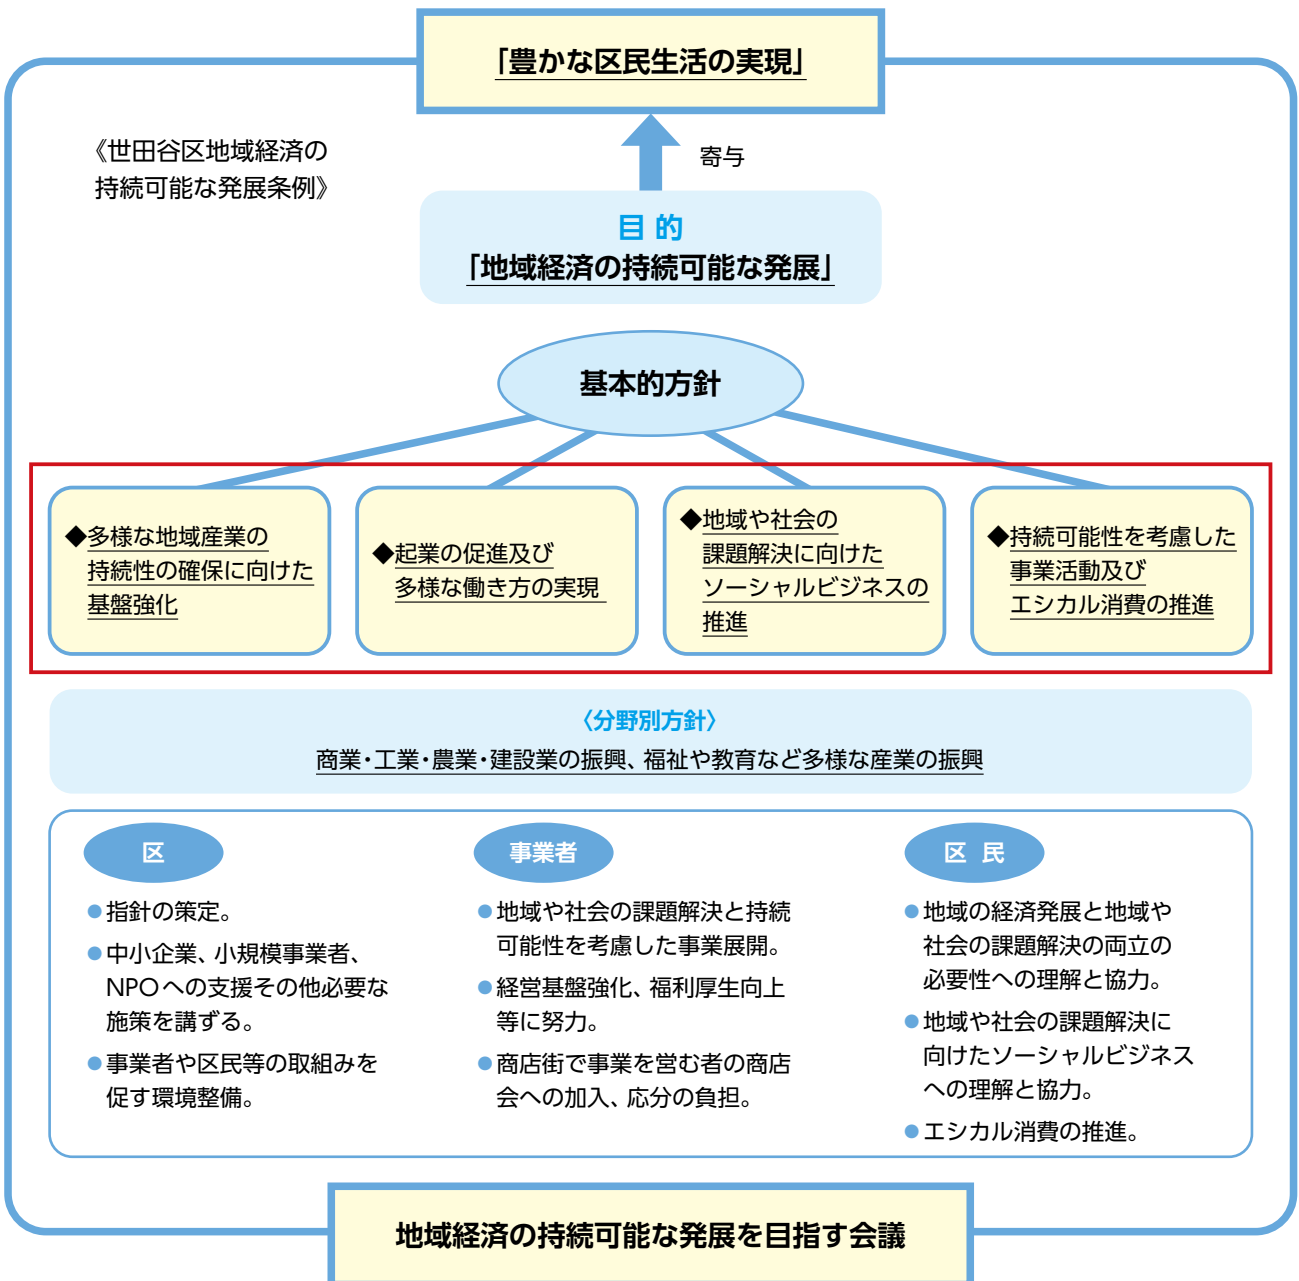 「豊かな区民生活の実現」
《世田谷区地域経済の
持続可能な発展条例》
寄与
目的
「地域経済の持続可能な発展」
基本的方針
◆多様な地域産業の
持続性の確保に向けた
基盤強化
◆起業の促進及び
多様な働き方の実現
◆地域や社会の
課題解決に向けた
ソーシャルビジネスの
推進
◆持続可能性を考慮した
事業活動及び
エシカル消費の推進
〈分野別方針〉
商業・工業・農業・建設業の振興、福祉や教育など多様な産業の振興
区
●指針の策定。
●中小企業、小規模事業者、
NPOへの支援その他必要な
施策を講ずる。
●事業者や区民等の取組みを
促す環境整備。
事業者
●地域や社会の課題解決と持続
可能性を考慮した事業展開。
●経営基盤強化、福利厚生向上
等に努力。
●商店街で事業を営む者の商店
会への加入、応分の負担。
区民
●地域の経済発展と地域や
社会の課題解決の両立の
必要性への理解と協力。
●地域や社会の課題解決に
向けたソーシャルビジネス
への理解と協力。
●エシカル消費の推進。
地域経済の持続可能な発展を目指す会議